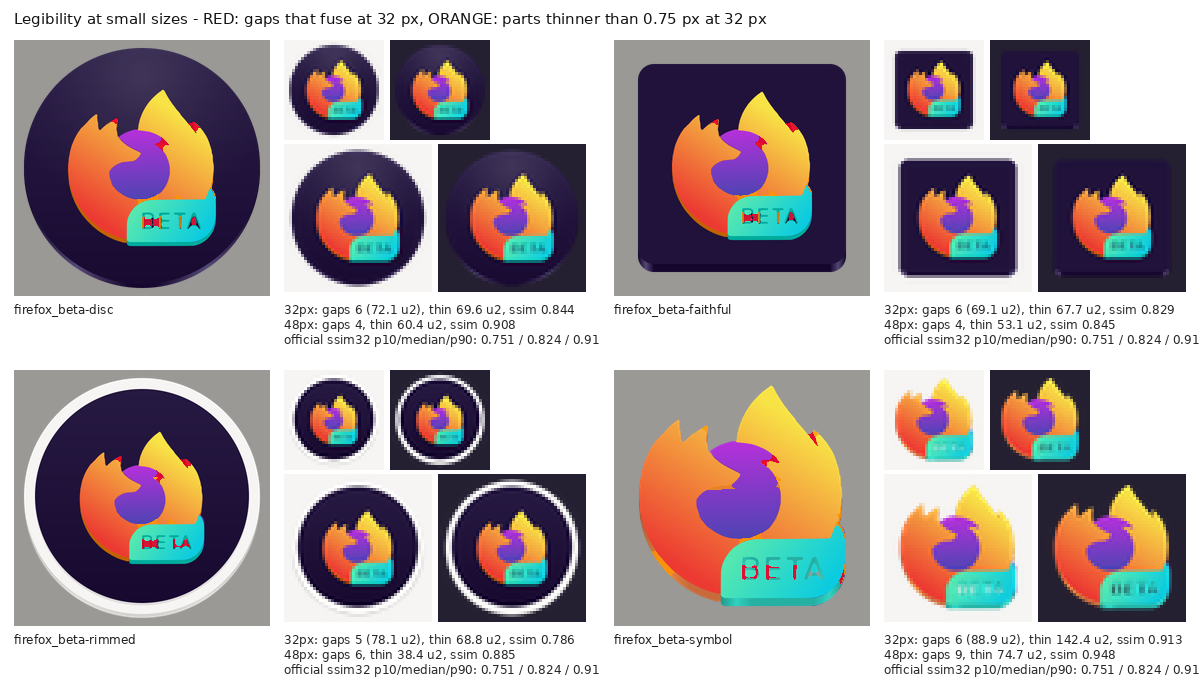 Legibility at small sizes - RED: gaps that fuse at 32 px, ORANGE: parts thinner than 0.75 px at 32 px
BETA
BETA
BETA
BETA
BETA
BETA
firefox_beta-disc
32px: gaps 6 (72.1 u2), thin 69.6 u2, ssim 0.844
48px: gaps 4, thin 60.4 u2, ssim 0.908
official ssim32 p10/median/p90: 0.751 / 0.824 / 0.91
firefox_beta-faithful
32px: gaps 6 (69.1 u2), thin 67.7 u2, ssim 0.829
48px: gaps 4, thin 53.1 u2, ssim 0.845
official ssim32 p10/median/p90: 0.751 / 0.824 / 0.91
BETA
BETA
BETA
BETA
BETA
BETA
firefox_beta-rimmed
32px: gaps 5 (78.1 u2), thin 68.8 u2, ssim 0.786
48px: gaps 6, thin 38.4 u2, ssim 0.885
official ssim32 p10/median/p90: 0.751 / 0.824 / 0.91
firefox_beta-symbol
32px: gaps 6 (88.9 u2), thin 142.4 u2, ssim 0.913
48px: gaps 9, thin 74.7 u2, ssim 0.948
official ssim32 p10/median/p90: 0.751 / 0.824 / 0.91